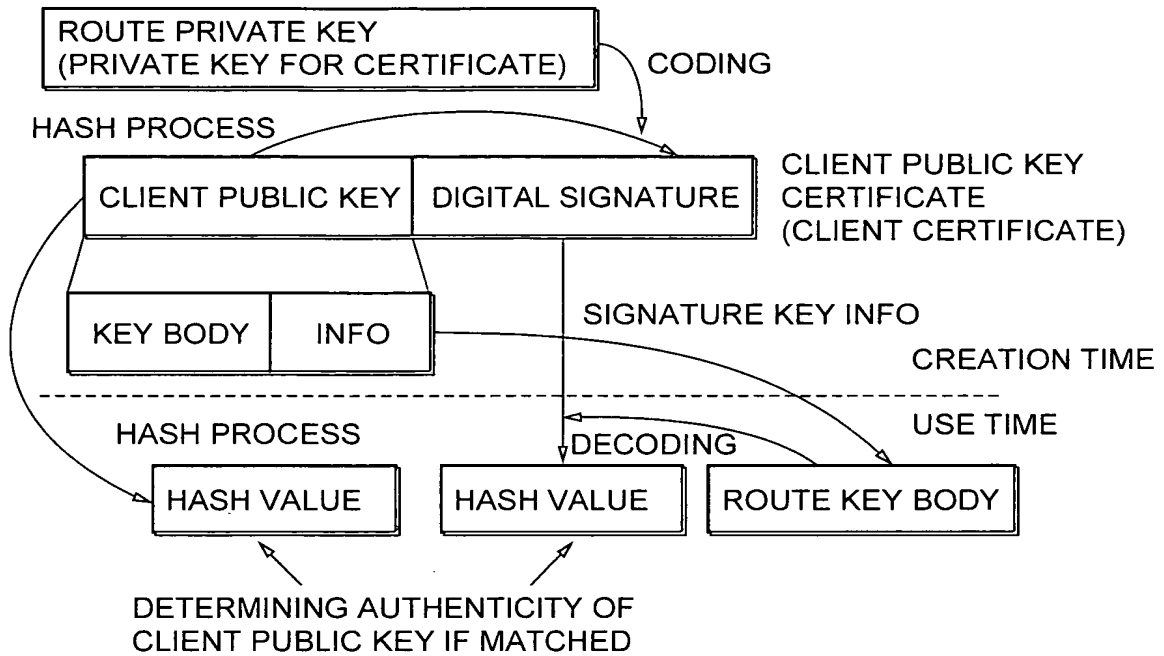 ROUTE PRIVATE KEY
(PRIVATE KEY FOR CERTIFICATE)
CODING
HASH PROCESS
CLIENT PUBLIC KEY
DIGITAL SIGNATURE
CLIENT PUBLIC KEY
CERTIFICATE
(CLIENT CERTIFICATE)
KEY BODY
INFO
SIGNATURE KEY INFO
CREATION TIME
USE TIME
HASH PROCESS
DECODING
HASH VALUE
HASH VALUE
ROUTE KEY BODY
DETERMINING AUTHENTICITY OF
CLIENT PUBLIC KEY IF MATCHED